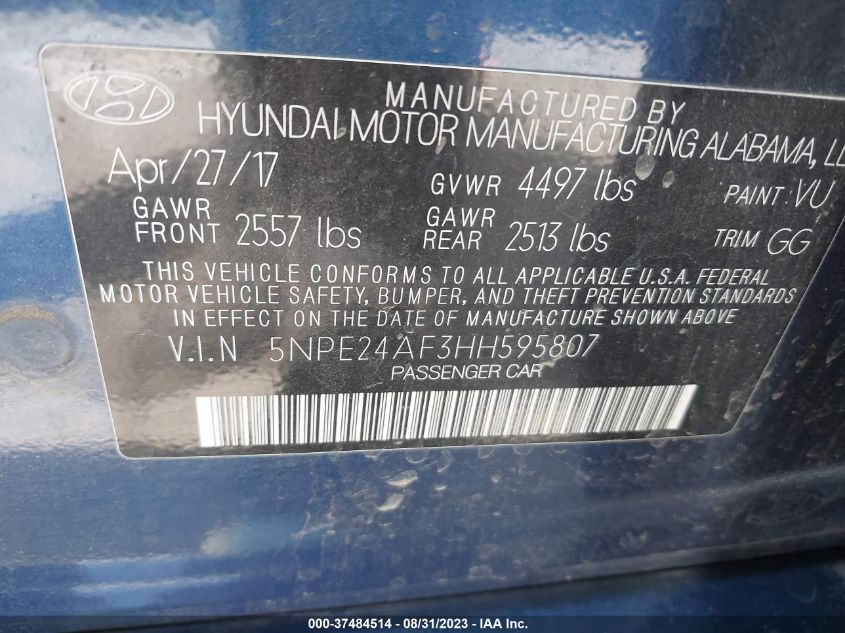 MANUFACTURED BY
HYUNDAI MOTOR MANUFACTURING ALABAMA,
Apr/27/17 GVWR 4497 lbs PAINT VU
GAWR FRONT 2557 lbs GAWR REAR 2513 lbs TRIM GG
THIS VEHICLE CONFORMS TO ALL APPLICABLE U.S.A. FEDERAL
MOTOR VEHICLE SAFETY, BUMPER, AND THEFT PREVENTION STANDARDS
IN EFFECT ON THE DATE OF MANUFACTURE SHOWN ABOVE
V.I.N 5NPE24AF3HH595807
PASSENGER CAR
000-37484514 - 08/31/2023 - IAA Inc.